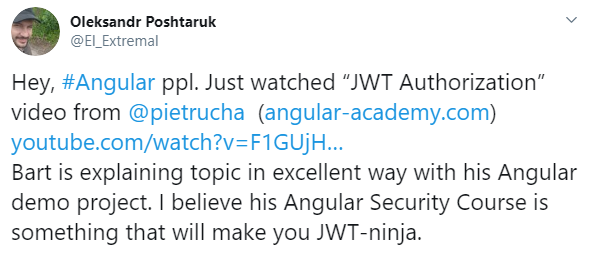 Oleksandr Poshtaruk
@El_Extremal
Hey, #Angular ppl. Just watched “JWT Authorization”
video from @pietrucha (angular-academy.com)
youtube.com/watch?v=F1GUjH…
Bart is explaining topic in excellent way with his Angular
demo project. I believe his Angular Security Course is
something that will make you JWT-ninja.